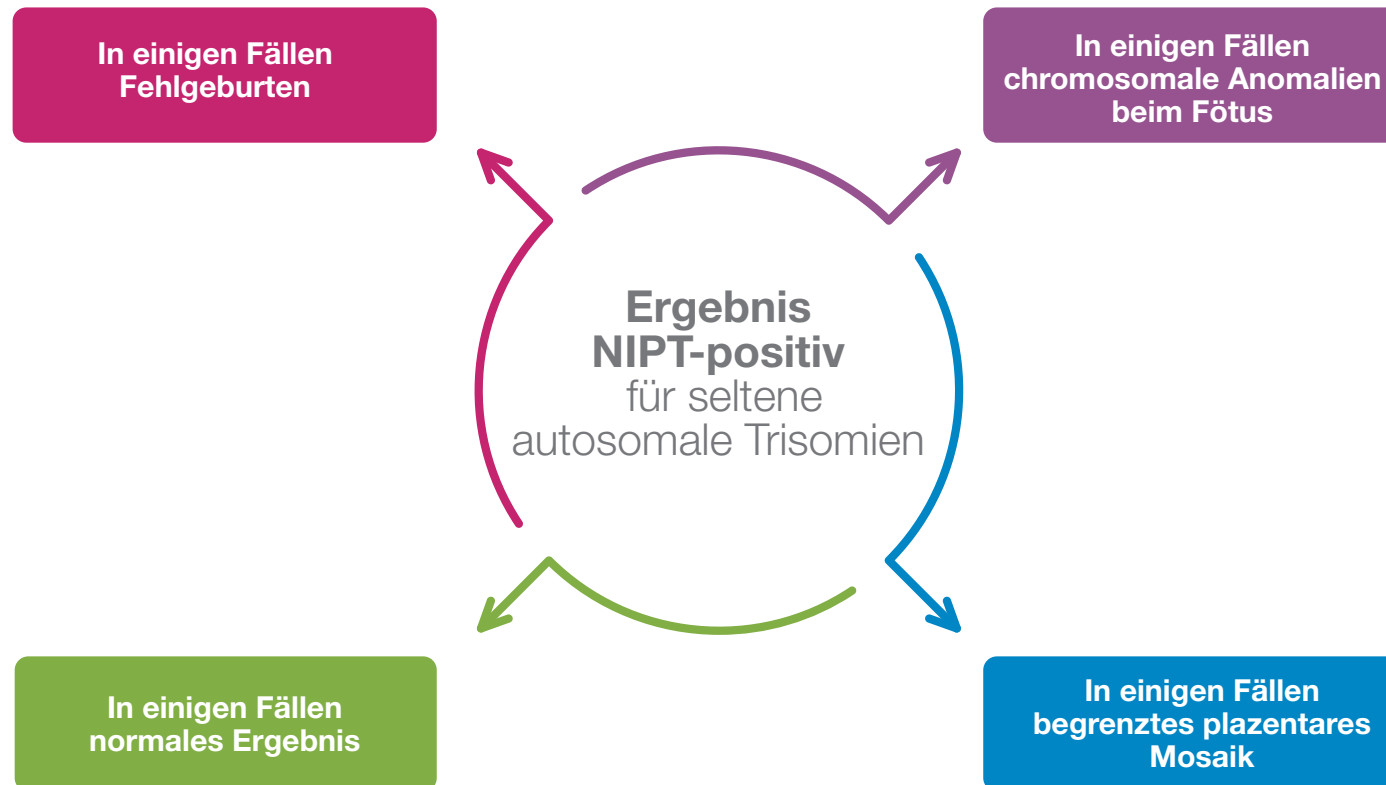 In einigen Fällen
Fehlgeburten
In einigen Fällen
chromosomale Anomalien
beim Fötus
Ergebnis
NIPT-positiv
für seltene
autosomale Trisomien
In einigen Fällen
normales Ergebnis
In einigen Fällen
begrenztes plazentares
Mosaik